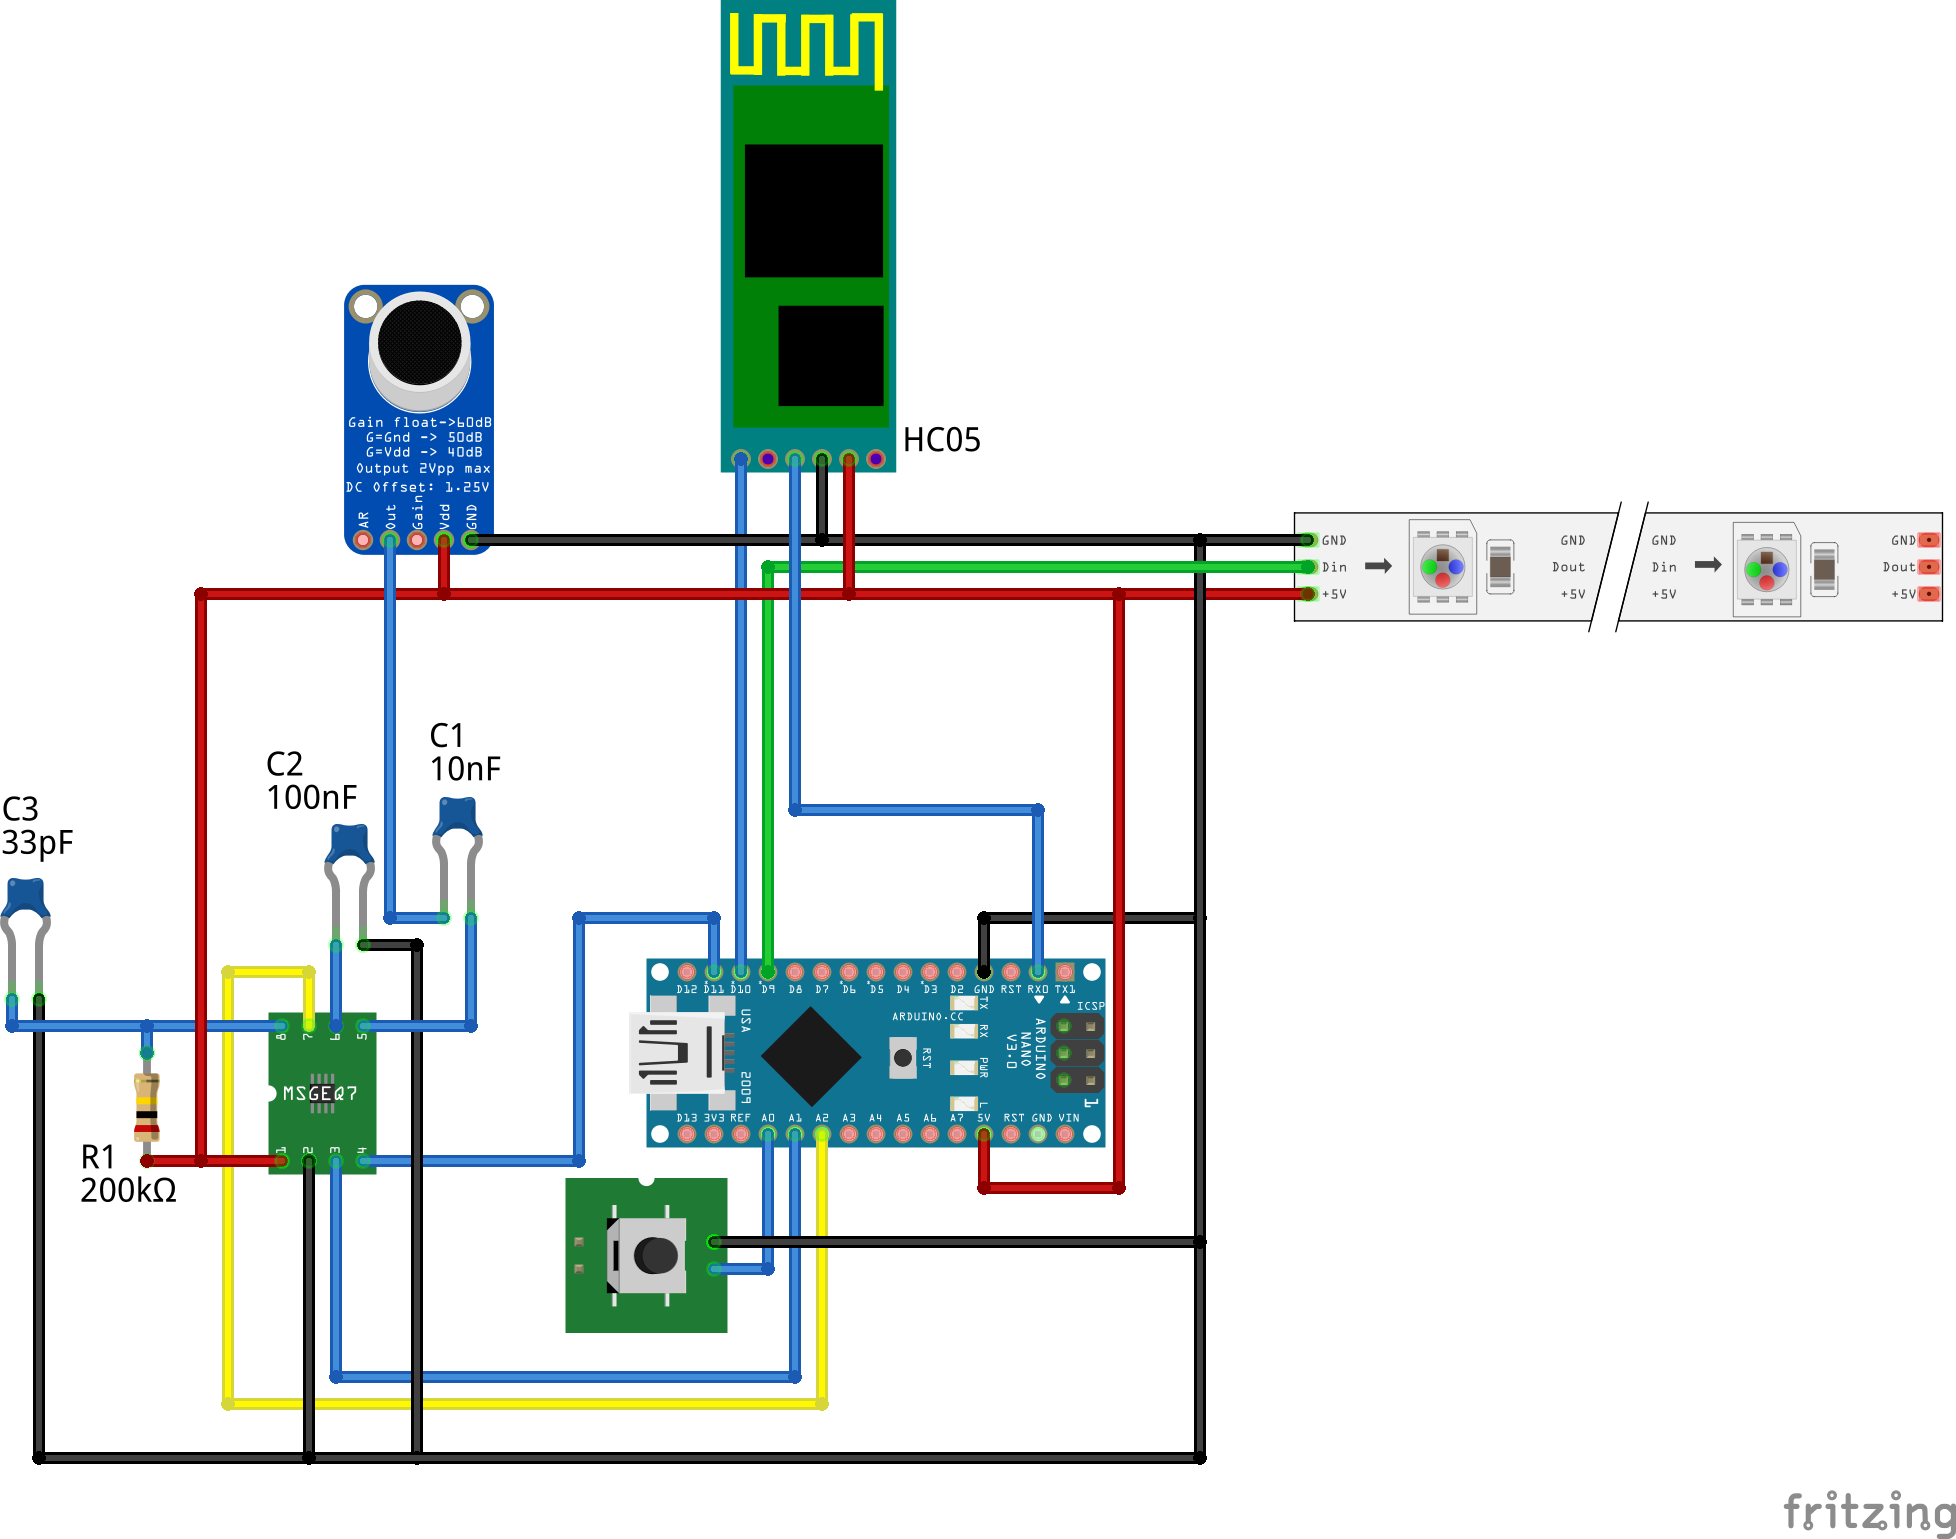 HC05
Gain float->60dB
G=Gnd -> 50dB
G=Vdd -> 40dB
Output 2Vpp max
DC Offset: 1.25V
AR
Out
Gain
Vdd
GND
GND
Din
+5V
GND
Dout
+5V
GND
Din
+5V
GND
Dout
+5V
C1
10nF
C2
100nF
C3
33pF
R1
200kΩ
8
7
6
5
MSGEQ7
1
2
3
4
D12 D11 D10 D9 D8 D7 D6 D5 D4 D3 D2 GND RST RX0 TX1
ARDUINO.CC
ICSP
USA
TX
RX
PWR
L
RST
ARDUINO
NANO
V3.0
1
D13 3V3 REF A0 A1 A2 A3 A4 A5 A6 A7 5V RST GND VIN
fritzing